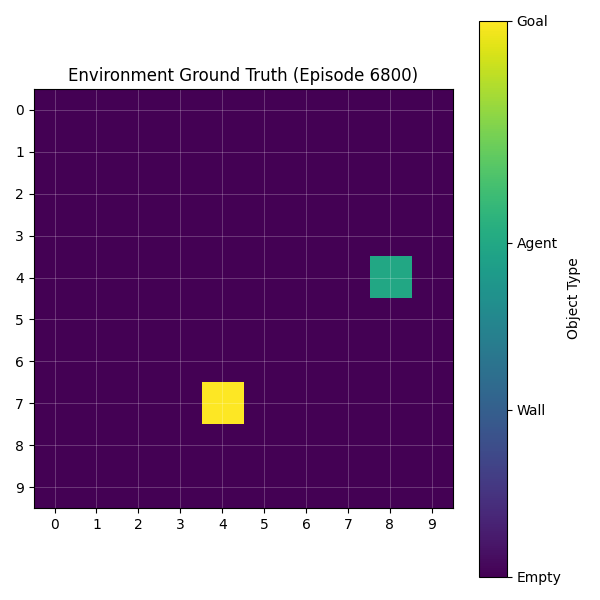 Environment Ground Truth (Episode 6800)
0
1
2
3
4
5
6
7
8
9
0 1 2 3 4 5 6 7 8 9
Goal
Agent
Wall
Empty
Object Type